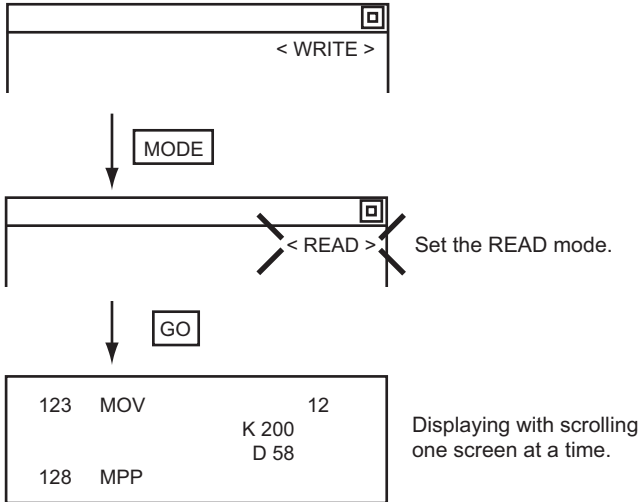 < WRITE >
MODE
< READ >
Set the READ mode.
GO
123 MOV 12
K 200
D 58
128 MPP
Displaying with scrolling
one screen at a time.